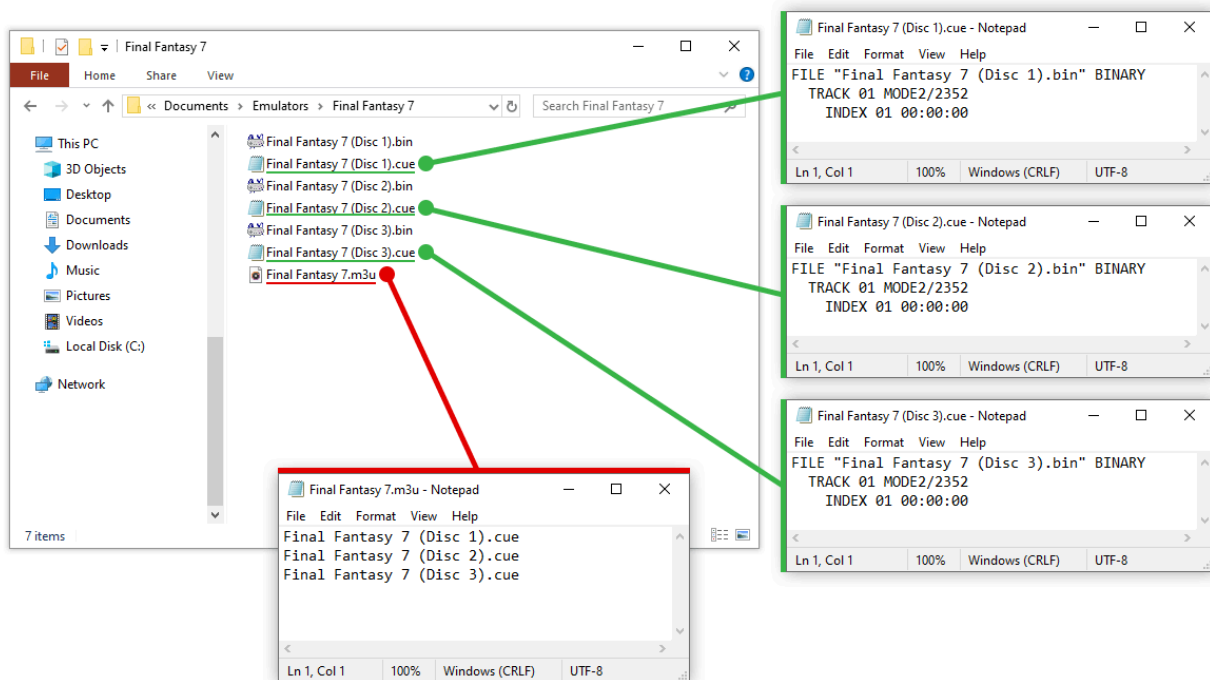 Final Fantasy 7
File Home Share View
« Documents > Emulators > Final Fantasy 7
Search Final Fantasy 7
This PC
3D Objects
Desktop
Documents
Downloads
Music
Pictures
Videos
Local Disk (C:)
Network
Final Fantasy 7 (Disc 1).bin
Final Fantasy 7 (Disc 1).cue
Final Fantasy 7 (Disc 2).bin
Final Fantasy 7 (Disc 2).cue
Final Fantasy 7 (Disc 3).bin
Final Fantasy 7 (Disc 3).cue
Final Fantasy 7.m3u
7 items
Final Fantasy 7 (Disc 1).cue - Notepad
File Edit Format View Help
FILE "Final Fantasy 7 (Disc 1).bin" BINARY
TRACK 01 MODE2/2352
INDEX 01 00:00:00
Ln 1, Col 1 100% Windows (CRLF) UTF-8
Final Fantasy 7 (Disc 2).cue - Notepad
File Edit Format View Help
FILE "Final Fantasy 7 (Disc 2).bin" BINARY
TRACK 01 MODE2/2352
INDEX 01 00:00:00
Ln 1, Col 1 100% Windows (CRLF) UTF-8
Final Fantasy 7 (Disc 3).cue - Notepad
File Edit Format View Help
FILE "Final Fantasy 7 (Disc 3).bin" BINARY
TRACK 01 MODE2/2352
INDEX 01 00:00:00
Ln 1, Col 1 100% Windows (CRLF) UTF-8
Final Fantasy 7.m3u - Notepad
File Edit Format View Help
Final Fantasy 7 (Disc 1).cue
Final Fantasy 7 (Disc 2).cue
Final Fantasy 7 (Disc 3).cue
Ln 1, Col 1 100% Windows (CRLF) UTF-8